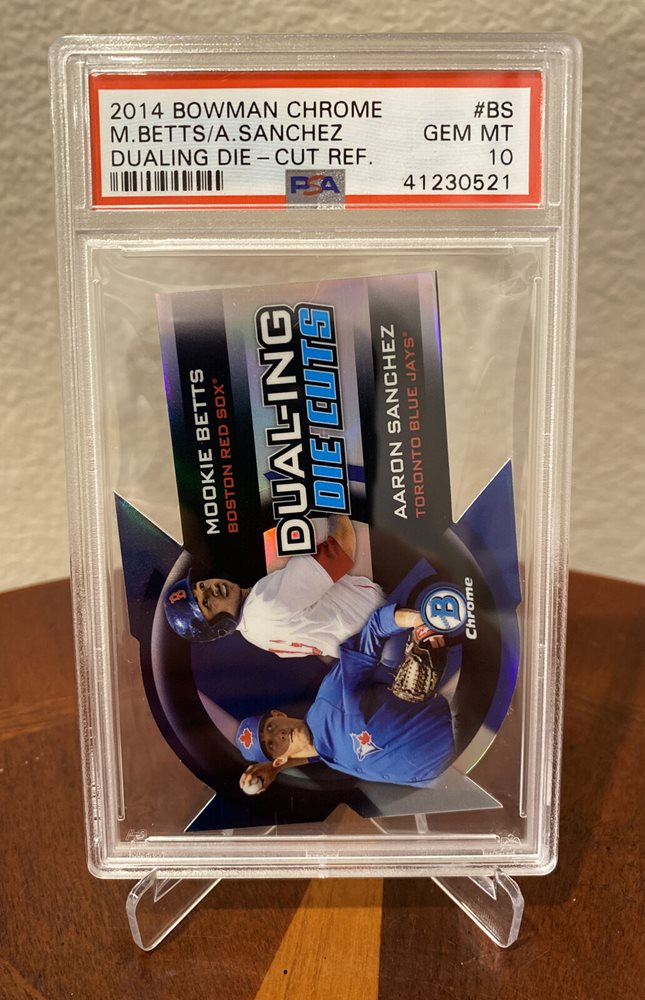 2014 BOWMAN CHROME #BS
M.BETTS/A.SANCHEZ GEM MT
DUALING DIE-CUT REF. 10
PSA 41230521
MOOKIE BETTS
BOSTON RED SOX®
DUAL-ING
DIE CUTS
AARON SANCHEZ
TORONTO BLUE JAYS®
B
B
Chrome